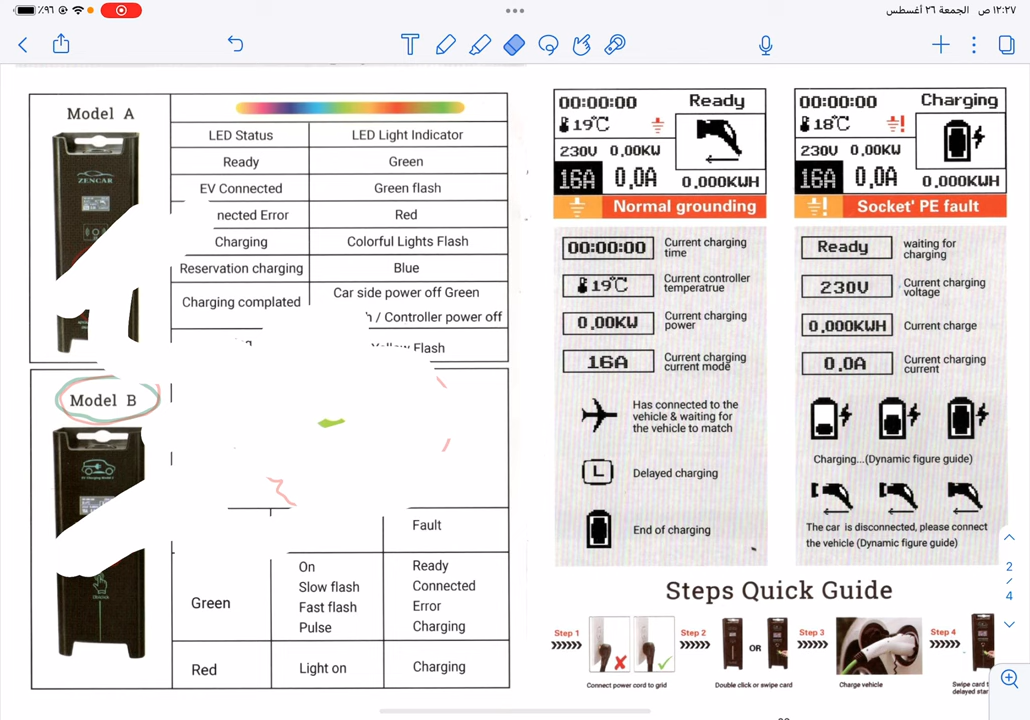 ١٢:٢٧ ص الجمعة ٢٦ أغسطس
٩٦٪
Model A
ZENCAR
LED Status LED Light Indicator
Ready Green
EV Connected Green flash
nected Error Red
Charging Colorful Lights Flash
Reservation charging Blue
Charging complated Car side power off Green
h / Controller power off
Flash
Model B
Fault
Green
On Ready
Slow flash Connected
Fast flash Error
Pulse Charging
Red Light on Charging
00:00:00 Ready
19℃
230V 0,00KW
16A 0,0A 0,000KWH
Normal grounding
00:00:00 Charging
18℃
230V 0,00KW
16A 0,0A 0,000KWH
Socket' PE fault
00:00:00 Current charging
time
19℃ Current controller
temperatrue
0,00KW Current charging
power
16A Current charging
current mode
Has connected to the
vehicle & waiting for
the vehicle to match
L Delayed charging
End of charging
Ready waiting for
charging
230V Current charging
voltage
0,000KWH Current charge
0,0A Current charging
current
Charging...(Dynamic figure guide)
The car is disconnected, please connect
the vehicle (Dynamic figure guide)
2
4
Steps Quick Guide
Step 1 Step 2 OR Step 3 Step 4
Connect power cord to grid Double click or swipe card Charge vehicle Swipe card t
delayed star